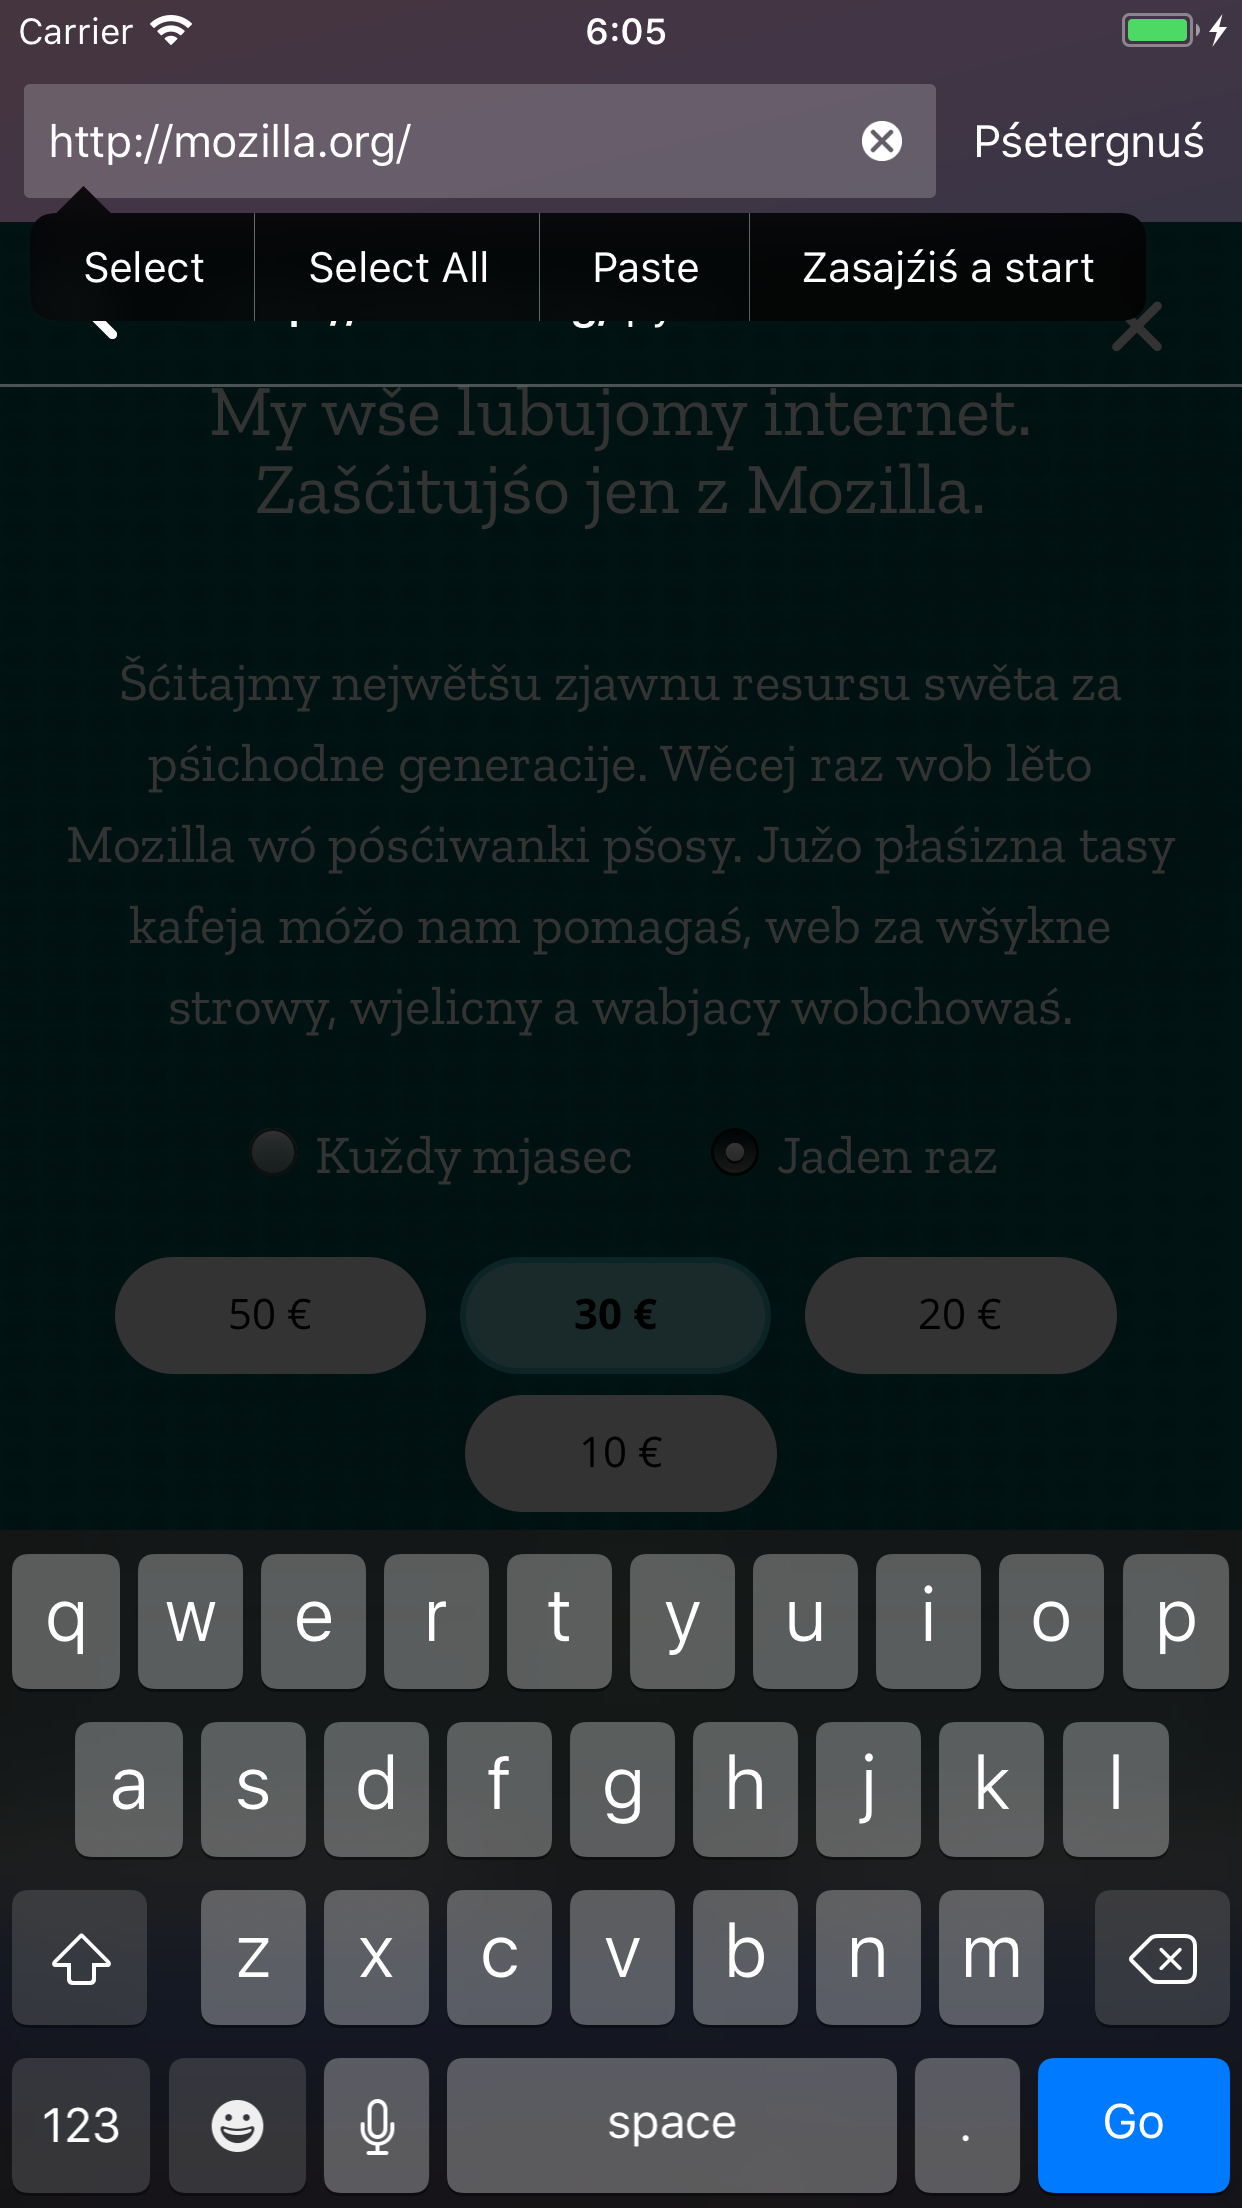 Carrier 6:05
http://mozilla.org/ Pśetergnuś
Select Select All Paste Zasajźiś a start
My wše lubujomy internet.
Zašćitujśo jen z Mozilla.
Šćitajmy nejwětšu zjawnu resursu swěta za
pśichodne generacije. Wěcej raz wob lěto
Mozilla wó pósćiwanki pšosy. Južo płaśizna tasy
kafeja móžo nam pomagaś, web za wšykne
strowy, wjelicny a wabjacy wobchowaś.
Kuždy mjasec Jaden raz
50 € 30 € 20 €
10 €
q w e r t y u i o p
a s d f g h j k l
z x c v b n m
123 space . Go